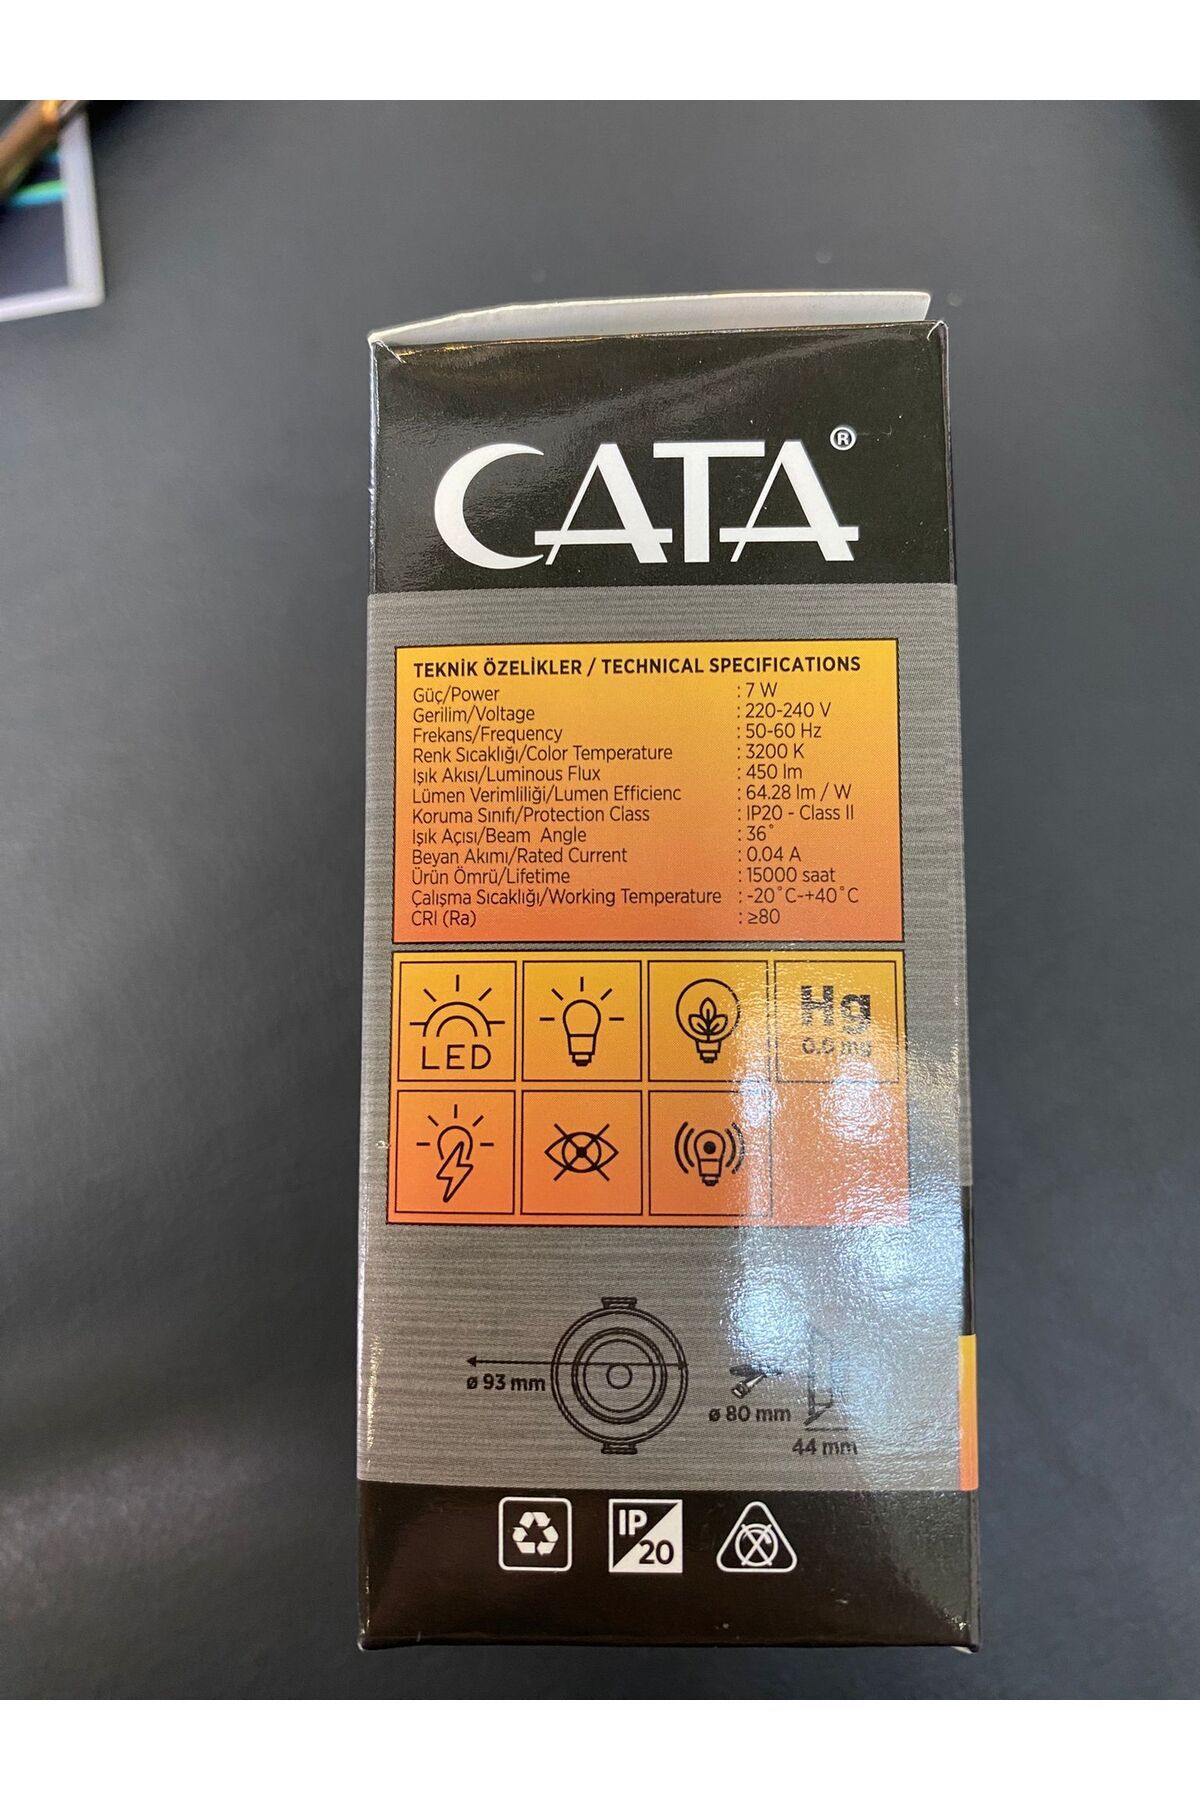 CATA®
TEKNİK ÖZELİKLER / TECHNICAL SPECIFICATIONS
Güç/Power : 7 W
Gerilim/Voltage : 220-240 V
Frekans/Frequency : 50-60 Hz
Renk Sıcaklığı/Color Temperature : 3200 K
Işık Akısı/Luminous Flux : 450 lm
Lümen Verimliliği/Lumen Efficienc : 64.28 lm / W
Koruma Sınıfı/Protection Class : IP20 - Class II
Işık Açısı/Beam Angle : 36°
Beyan Akımı/Rated Current : 0.04 A
Ürün Ömrü/Lifetime : 15000 saat
Çalışma Sıcaklığı/Working Temperature : -20°C-+40°C
CRI (Ra) : ≥80
LED
Hg
0.0 mg
ø 93 mm
ø 80 mm
44 mm
IP
20